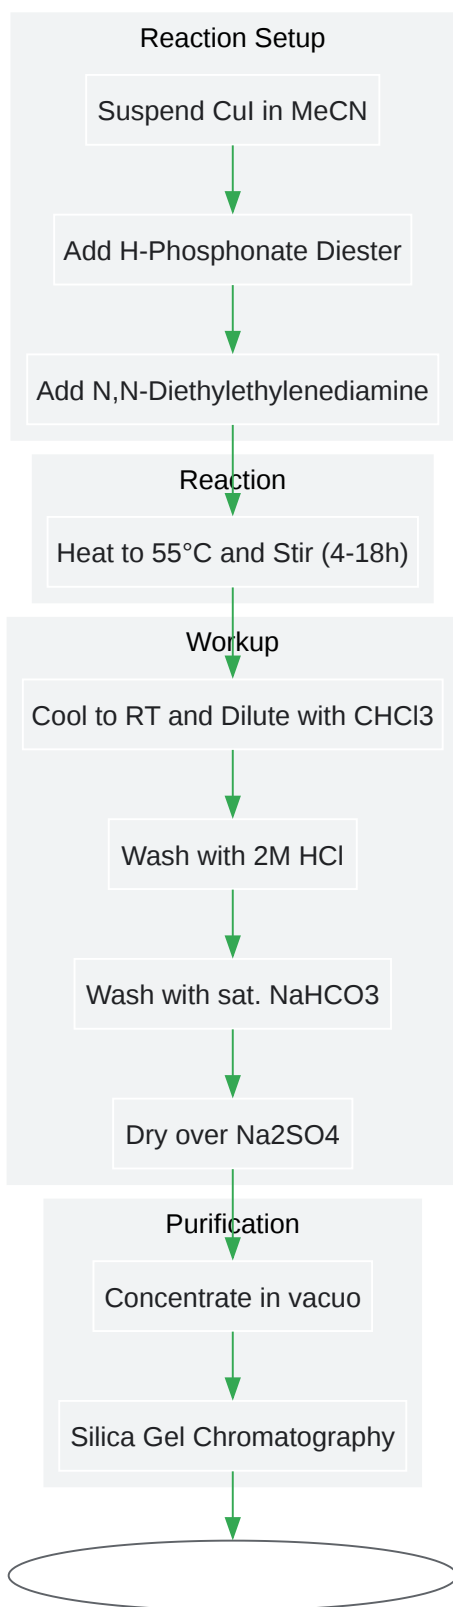 Reaction Setup
Suspend CuI in MeCN
Add H-Phosphonate Diester
Add N,N-Diethylethylenediamine
Reaction
Heat to 55°C and Stir (4-18h)
Workup
Cool to RT and Dilute with CHCl3
Wash with 2M HCl
Wash with sat. NaHCO3
Dry over Na2SO4
Purification
Concentrate in vacuo
Silica Gel Chromatography